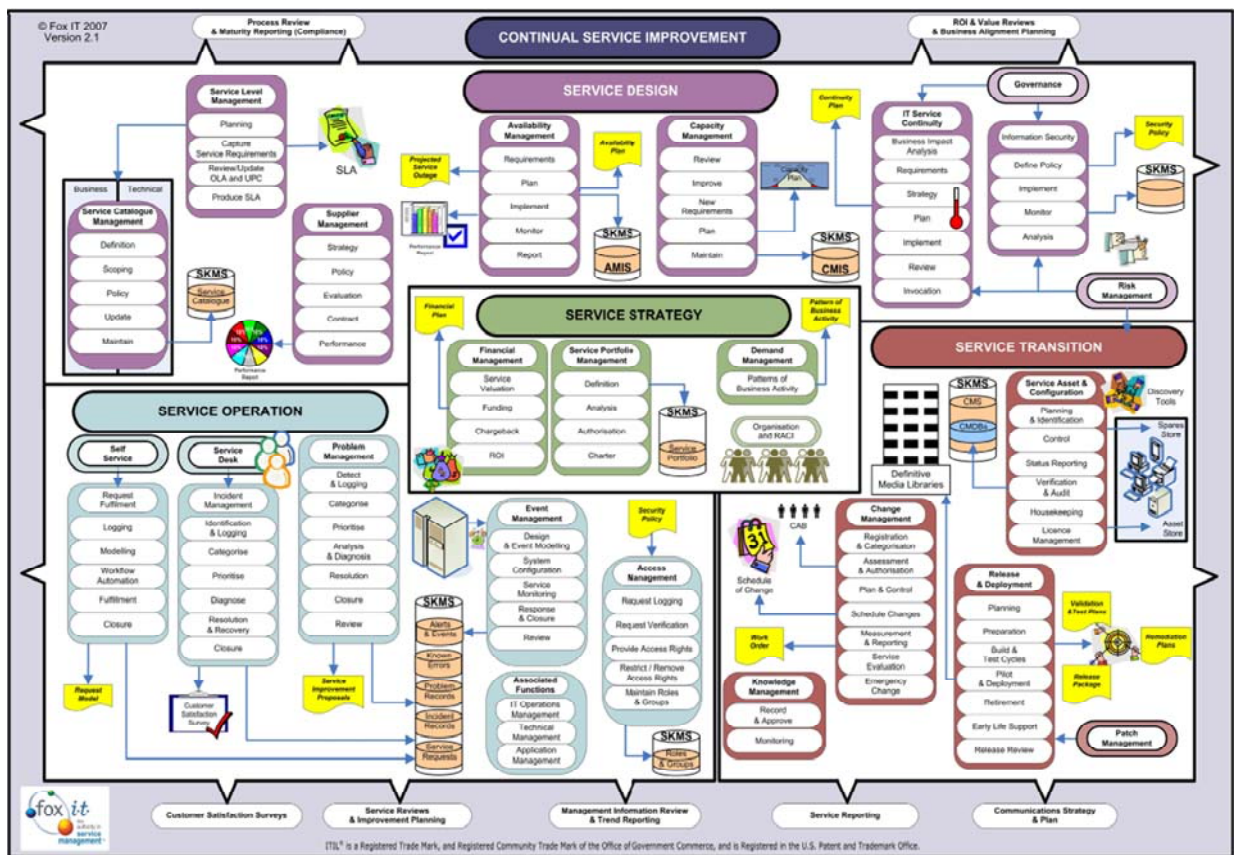 © Fox IT 2007
Version 2.1
Process Review
& Maturity Reporting (Compliance)
CONTINUAL SERVICE IMPROVEMENT
ROI & Value Reviews
& Business Alignment Planning
SERVICE DESIGN
Service Level
Management
Planning
Capture
Service Requirements
Review/Update
OLA and UPC
Produce SLA
SLA
Business
Technical
Service Catalogue
Management
Definition
Scoping
Policy
Update
Maintain
SKMS
Service
Catalogue
Supplier
Management
Strategy
Policy
Evaluation
Contract
Performance
Performance
Report
Projected
Service
Outage
Performance
Report
Availability
Management
Requirements
Plan
Implement
Monitor
Report
Availability
Plan
SKMS
AMIS
Capacity
Management
Review
Improve
New
Requirements
Plan
Maintain
Capacity
Plan
SKMS
CMIS
Continuity
Plan
IT Service
Continuity
Business Impact
Analysis
Requirements
Strategy
Plan
Implement
Review
Invocation
Governance
Information Security
Define Policy
Implement
Monitor
Analysis
Security
Policy
SKMS
Risk
Management
SERVICE STRATEGY
Financial
Plan
Financial
Management
Service
Valuation
Funding
Chargeback
ROI
Service Portfolio
Management
Definition
Analysis
Authorisation
Charter
SKMS
Service
Portfolio
Demand
Management
Patterns of
Business Activity
Pattern of
Business
Activity
Organisation
and RACI
SERVICE TRANSITION
Definitive
Media Libraries
SKMS
CMS
CMDBs
Service Asset &
Configuration
Planning
& Identification
Control
Status Reporting
Verification
& Audit
Housekeeping
Licence
Management
Discovery
Tools
Spares
Store
Asset
Store
CAB
31
Schedule
of Change
Work
Order
Change
Management
Registration &
Categorisaton
Assessment &
Authorisation
Plan & Control
Schedule Changes
Measurement
& Reporting
Service
Evaluation
Emergency
Change
Knowledge
Management
Record
& Approve
Monitoring
Release
& Deployment
Planning
Preparation
Build &
Test Cycles
Pilot
& Deployment
Retirement
Early Life Support
Release Review
Validation
& Test Plans
Remediation
Plans
Release
Package
Patch
Management
SERVICE OPERATION
Self
Service
Request
Fulfilment
Logging
Modelling
Workflow
Automation
Fulfillment
Closure
Request
Model
Service
Desk
Incident
Management
Identification
& Logging
Categorise
Prioritise
Diagnose
Resolution
& Recovery
Closure
Customer
Satisfaction
Survey
Problem
Management
Detect
& Logging
Categorise
Prioritise
Analysis
& Diagnosis
Resolution
Closure
Review
Service
Improvement
Proposals
SKMS
Alerts
& Events
Known
Errors
Problem
Records
Incident
Records
Service
Requests
Event
Management
Design
& Event Modelling
System
Configuration
Service
Monitoring
Response
& Closure
Review
Associated
Functions
IT Operations
Management
Technical
Management
Application
Management
Security
Policy
Access
Management
Request Logging
Request Verification
Provide Access Rights
Restrict / Remove
Access Rights
Maintain Roles
& Groups
SKMS
Roles
& Groups
fox it
the
authority in
service
management
Customer Satisfaction Surveys
Service Reviews
& Improvement Planning
Management Information Review
& Trend Reporting
Service Reporting
Communications Strategy
& Plan
ITIL® is a Registered Trade Mark, and Registered Community Trade Mark of the Office of Government Commerce, and is Registered in the U.S. Patent and Trademark Office.